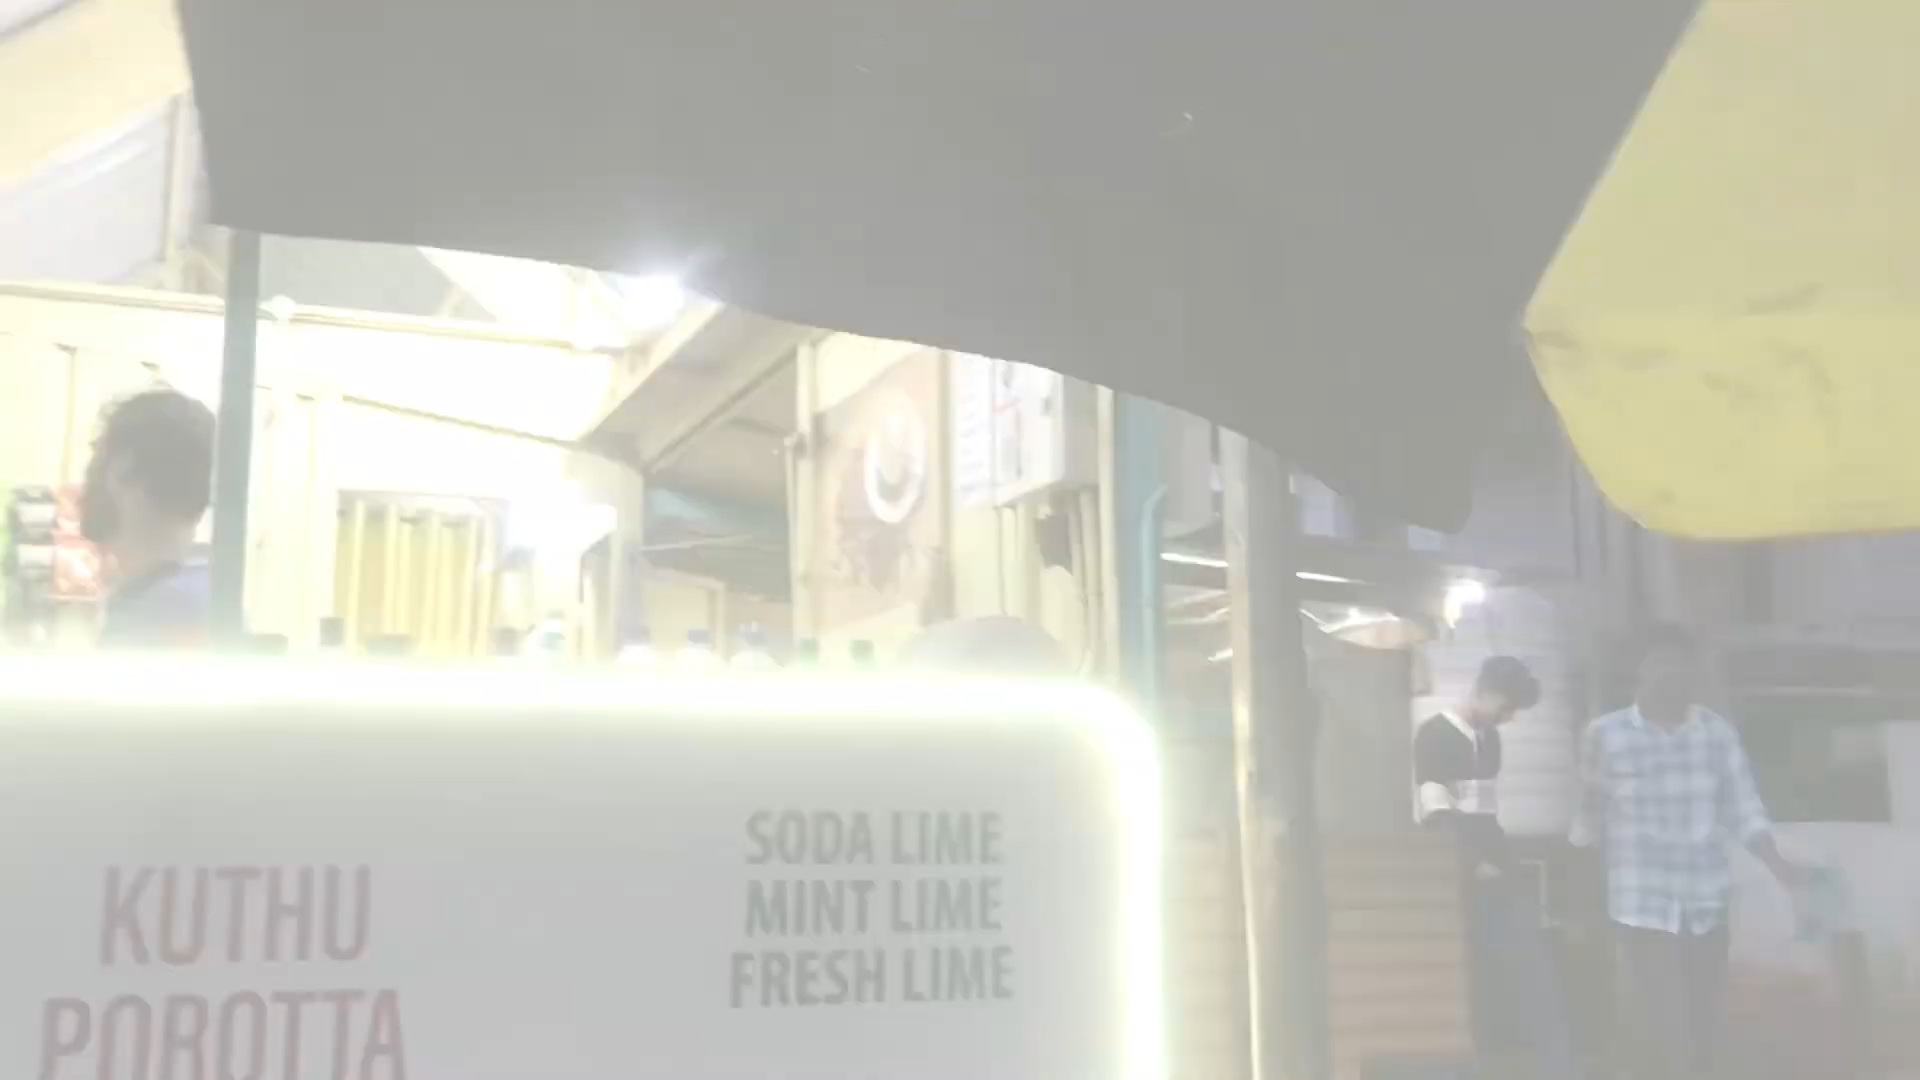 KUTHU
POROTTA
SODA LIME
MINT LIME
FRESH LIME